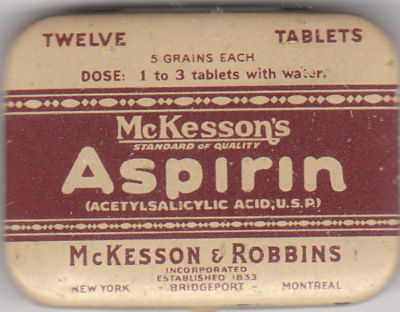 TWELVE TABLETS
5 GRAINS EACH
DOSE: 1 to 3 tablets with water.
McKesson's
STANDARD OF QUALITY
Aspirin
(ACETYLSALICYLIC ACID, U.S.P.)
McKESSON & ROBBINS
INCORPORATED
ESTABLISHED 1833
NEW YORK - BRIDGEPORT - MONTREAL